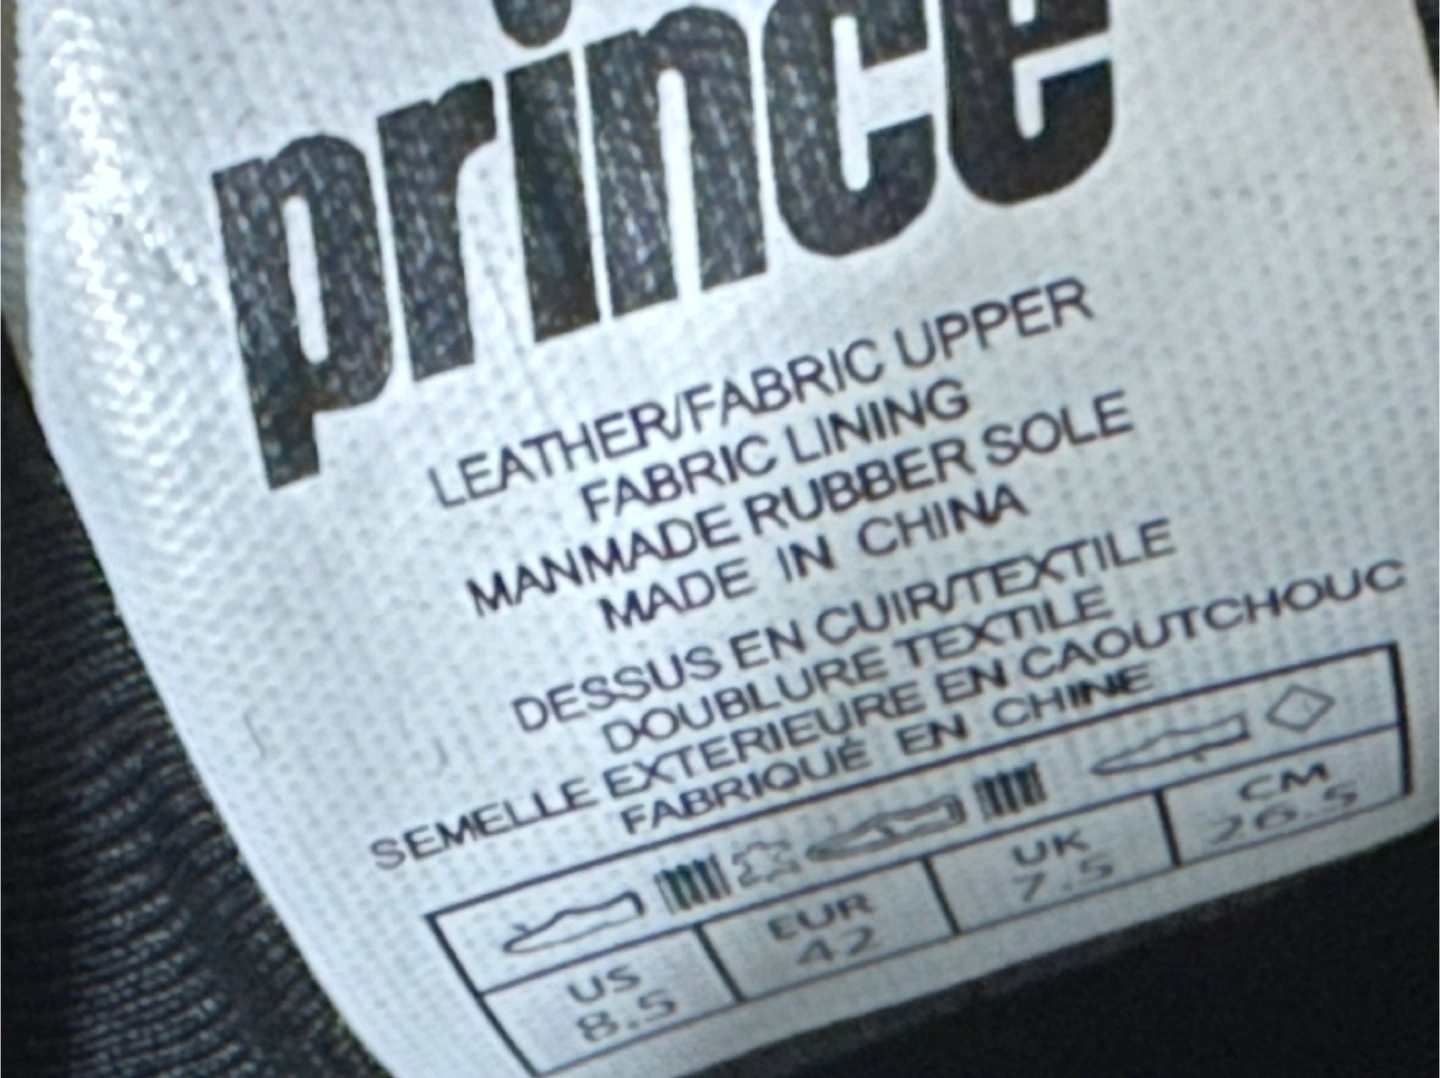 prince
LEATHER/FABRIC UPPER
FABRIC LINING
MANMADE RUBBER SOLE
MADE IN CHINA
DESSUS EN CUIR/TEXTILE
DOUBLURE TEXTILE
SEMELLE EXTERIEURE EN CAOUTCHOUC
FABRIQUÉ EN CHINE
US EUR UK CM
8.5 42 7.5 26.5